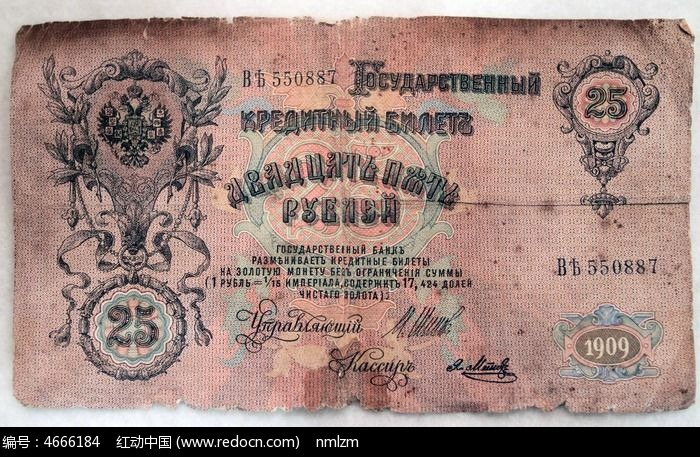 ВѢ 550887
Государственный
25
кредитный билетъ
двадцать пять
рублей
Государственный банкъ
размѣниваетъ кредитные билеты
на золотую монету безъ ограниченія суммы
(1 рубль = 1/15 империала, содержитъ 17, 424 долей
чистаго золота).
ВѢ 550887
Управляющій
25
1909
Кассиръ
编号：4666184 红动中国 (www.redocn.com) nmlzm